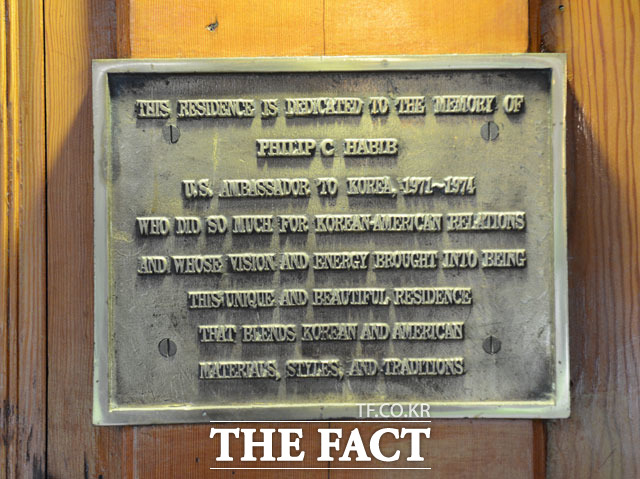 THIS RESIDENCE IS DEDICATED TO THE MEMORY OF
PHILIP C. HABIB
U.S. AMBASSADOR TO KOREA, 1971~1974
WHO DID SO MUCH FOR KOREAN-AMERICAN RELATIONS
AND WHOSE VISION AND ENERGY BROUGHT INTO BEING
THIS UNIQUE AND BEAUTIFUL RESIDENCE
THAT BLENDS KOREAN AND AMERICAN
MATERIALS, STYLES, AND TRADITIONS
TF.CO.KR
THE FACT